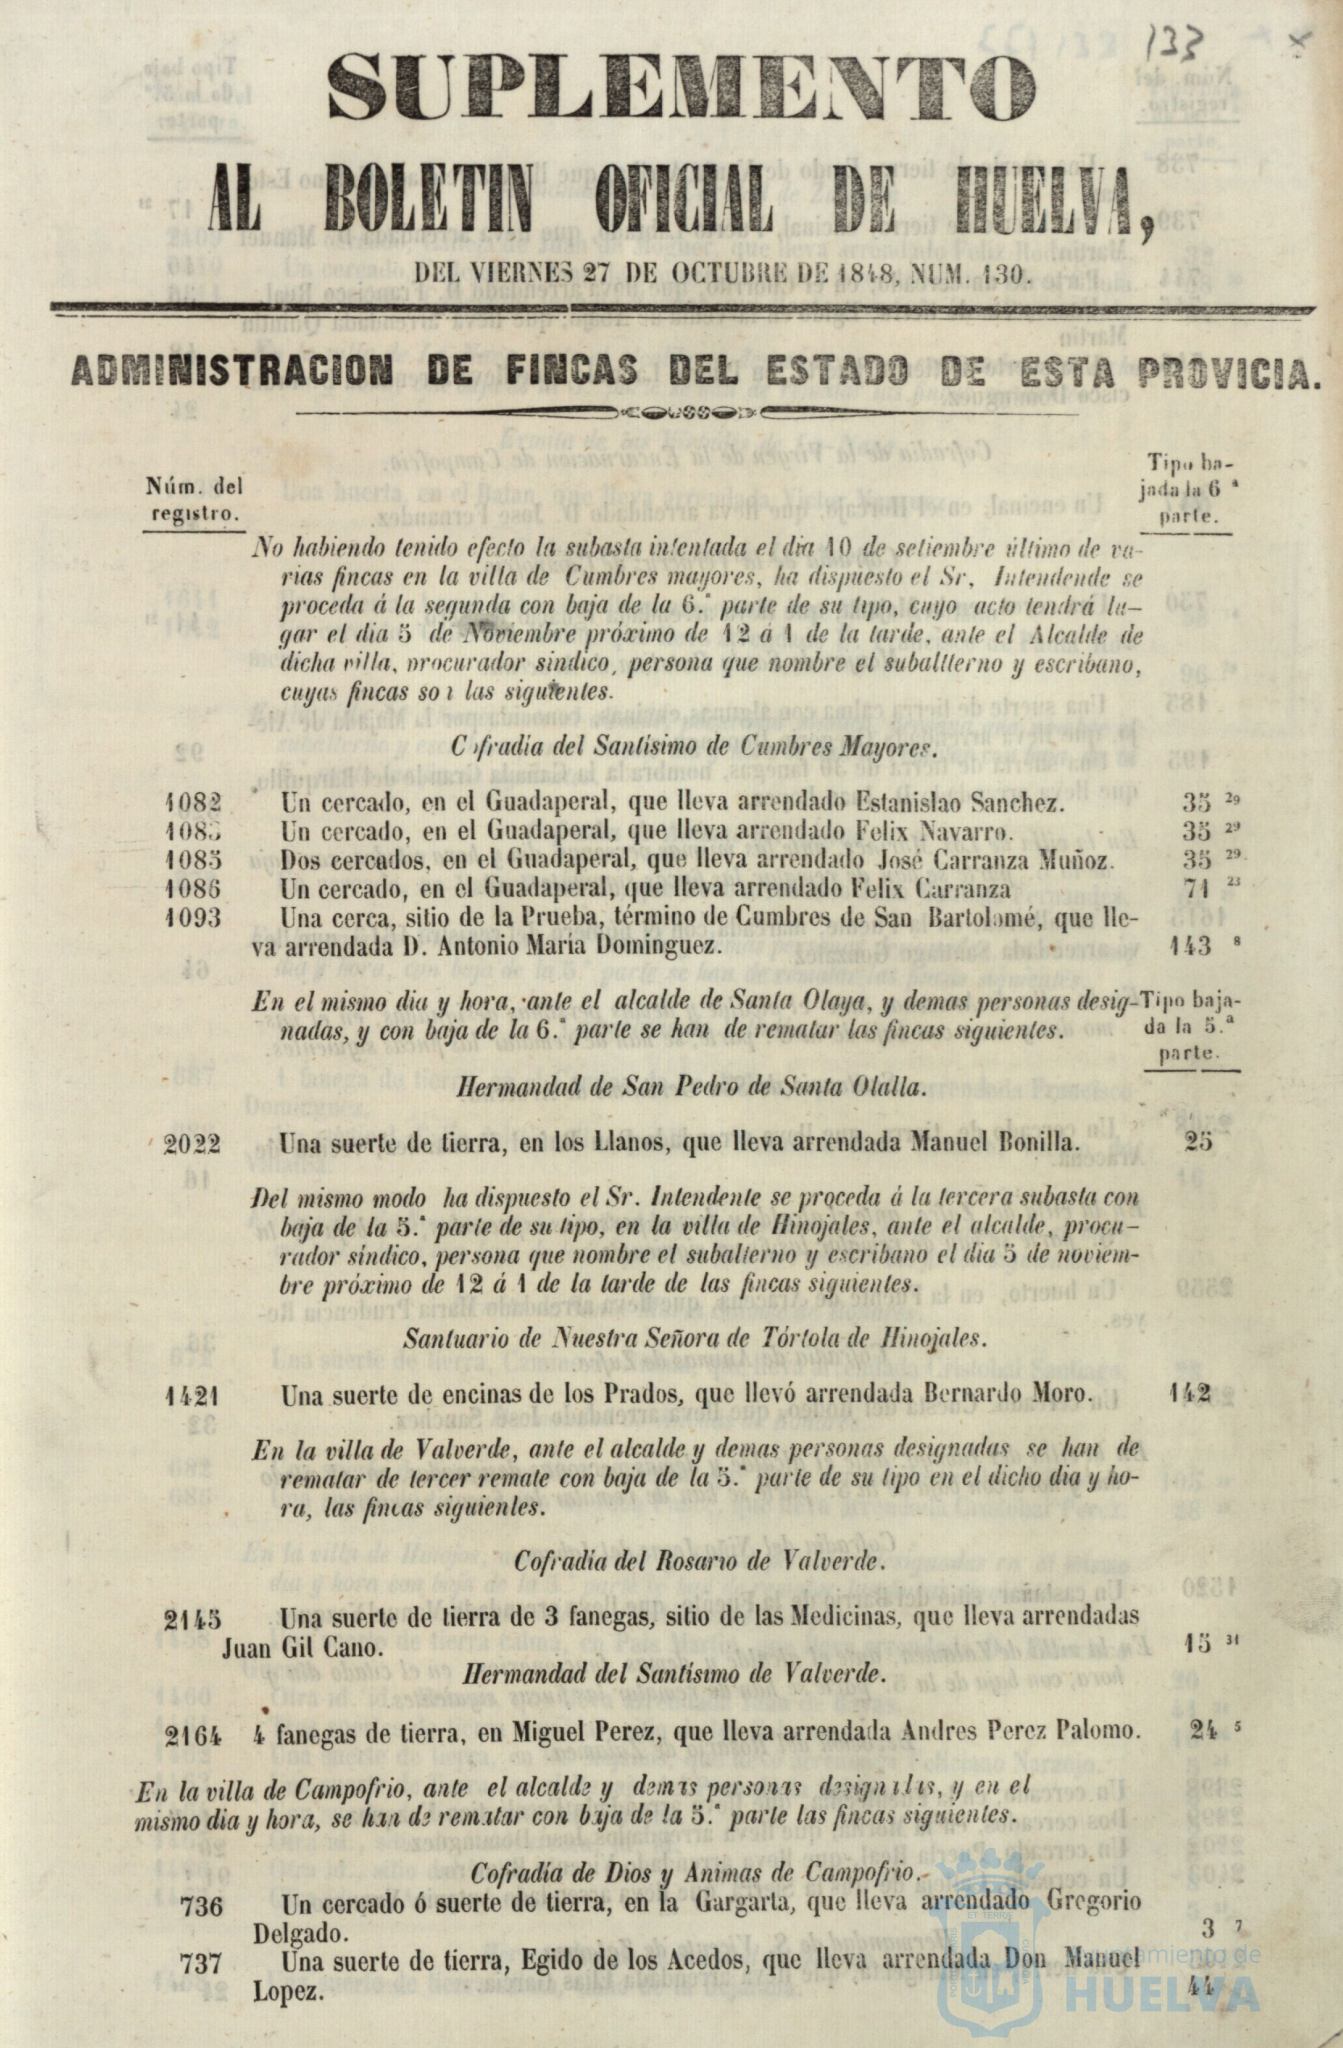 133
SUPLEMENTO
AL BOLETIN OFICIAL DE HUELVA,
DEL VIERNES 27 DE OCTUBRE DE 1848, NUM. 130.
ADMINISTRACION DE FINCAS DEL ESTADO DE ESTA PROVICIA.
Núm. del
registro.
Tipo ba-
jada la 6ª
parte.
No habiendo tenido efecto la subasta intentada el dia 10 de setiembre último de va-
rias fincas en la villa de Cumbres mayores, ha dispuesto el Sr, Intendende se
proceda á la segunda con baja de la 6.ª parte de su tipo, cuyo acto tendrá lu-
gar el dia 5 de Noviembre próximo de 12 á 1 de la tarde, ante el Alcalde de
dicha villa, procurador síndico, persona que nombre el subaltterno y escribano,
cuyas fincas son las siguientes.
Cofradia del Santísimo de Cumbres Mayores.
1082 Un cercado, en el Guadaperal, que lleva arrendado Estanislao Sanchez. 35 29
1083 Un cercado, en el Guadaperal, que lleva arrendado Felix Navarro. 35 29
1085 Dos cercados, en el Guadaperal, que lleva arrendado José Carranza Muñoz. 35 29
1086 Un cercado, en el Guadaperal, que lleva arrendado Felix Carranza 71 23
1093 Una cerca, sitio de la Prueba, término de Cumbres de San Bartolomé, que lle-
va arrendada D. Antonio María Dominguez. 143 8
En el mismo dia y hora, ante el alcalde de Santa Olaya, y demas personas desig-
nadas, y con baja de la 6.ª parte se han de rematar las fincas siguientes.
Tipo baja-
da la 5.ª
parte.
Hermandad de San Pedro de Santa Olalla.
2022 Una suerte de tierra, en los Llanos, que lleva arrendada Manuel Bonilla. 25
Del mismo modo ha dispuesto el Sr. Intendente se proceda á la tercera subasta con
baja de la 5.ª parte de su tipo, en la villa de Hinojales, ante el alcalde, procu-
rador síndico, persona que nombre el subalterno y escribano el dia 5 de noviem-
bre próximo de 12 á 1 de la tarde de las fincas siguientes.
Santuario de Nuestra Señora de Tórtola de Hinojales.
1421 Una suerte de encinas de los Prados, que llevó arrendada Bernardo Moro. 142
En la villa de Valverde, ante el alcalde y demas personas designadas se han de
rematar de tercer remate con baja de la 5.ª parte de su tipo en el dicho dia y ho-
ra, las fincas siguientes.
Cofradía del Rosario de Valverde.
2145 Una suerte de tierra de 3 fanegas, sitio de las Medicinas, que lleva arrendadas
Juan Gil Cano. 15 31
Hermandad del Santísimo de Valverde.
2164 4 fanegas de tierra, en Miguel Perez, que lleva arrendada Andres Perez Palomo. 24 5
En la villa de Campofrio, ante el alcalde y demas personas designadas, y en el
mismo dia y hora, se han de rematar con baja de la 5.ª parte las fincas siguientes.
Cofradía de Dios y Animas de Campofrio.
736 Un cercado ó suerte de tierra, en la Gargarta, que lleva arrendado Gregorio
Delgado. 3 7
737 Una suerte de tierra, Egido de los Acedos, que lleva arrendada Don Manuel
Lopez. 44
Ayuntamiento de
HUELVA